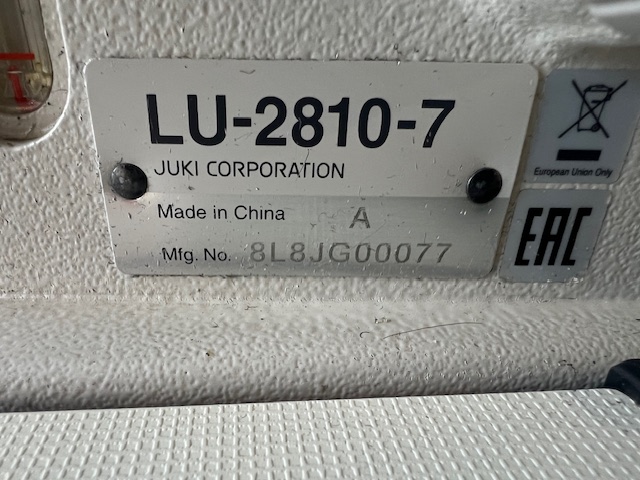 LU-2810-7
JUKI CORPORATION
Made in China A
Mfg. No. 8L8JG00077
European Union Only
EAC